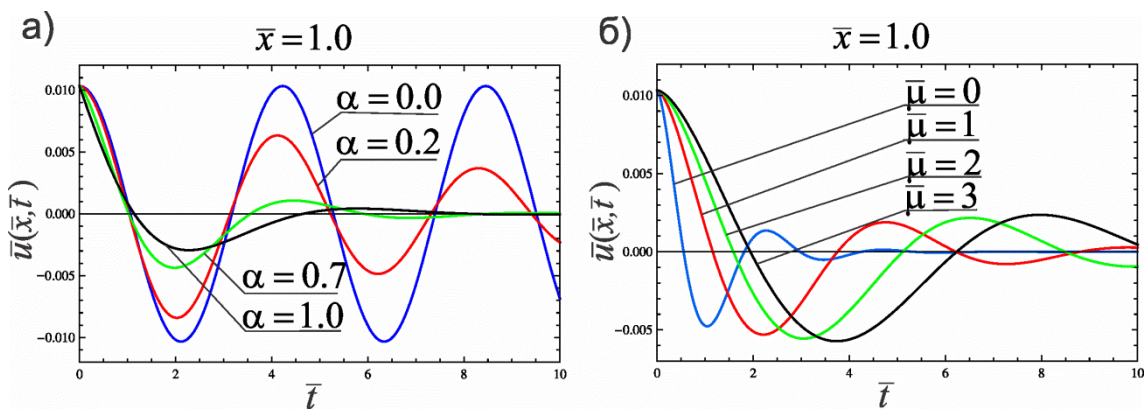 а)
x̅ = 1.0
0.010
0.005
0.000
−0.005
−0.010
0
2
4
6
8
10
α = 0.0
α = 0.2
α = 0.7
α = 1.0
u̅(x̅, t̅)
t̅
б)
x̅ = 1.0
0.010
0.005
0.000
−0.005
0
2
4
6
8
10
μ̅ = 0
μ̅ = 1
μ̅ = 2
μ̅ = 3
u̅(x̅, t̅)
t̅